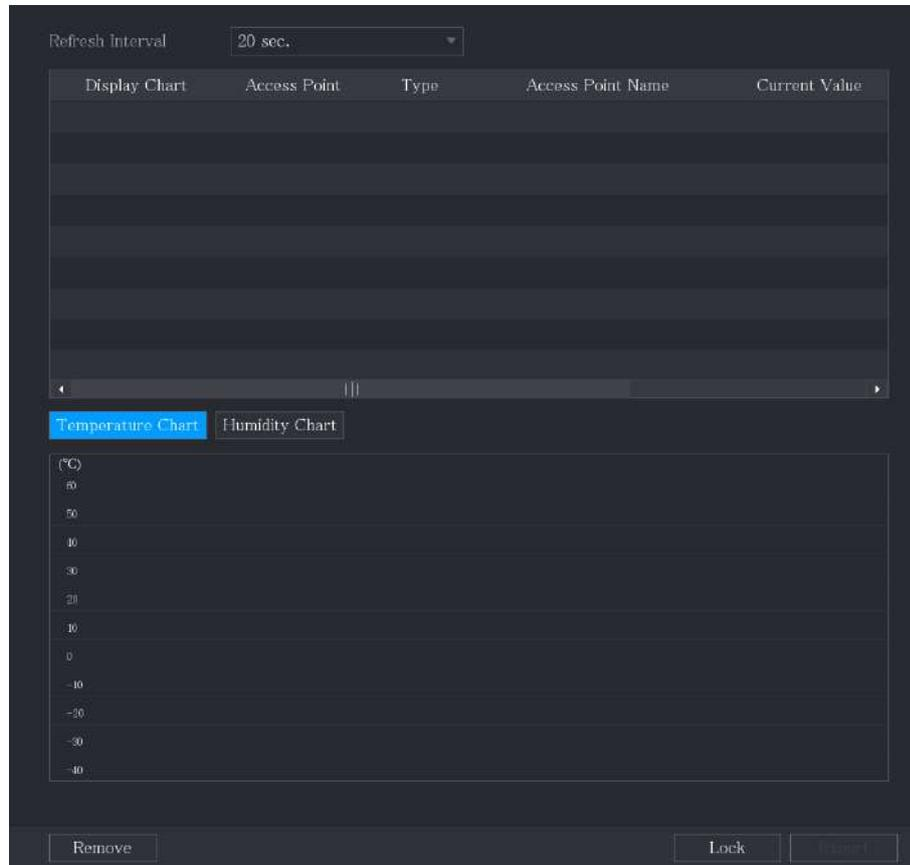 Refresh Interval 20 sec.
Display Chart Access Point Type Access Point Name Current Value
Temperature Chart Humidity Chart
(°C)
60
50
40
30
20
10
0
-10
-20
-30
-40
Remove Lock